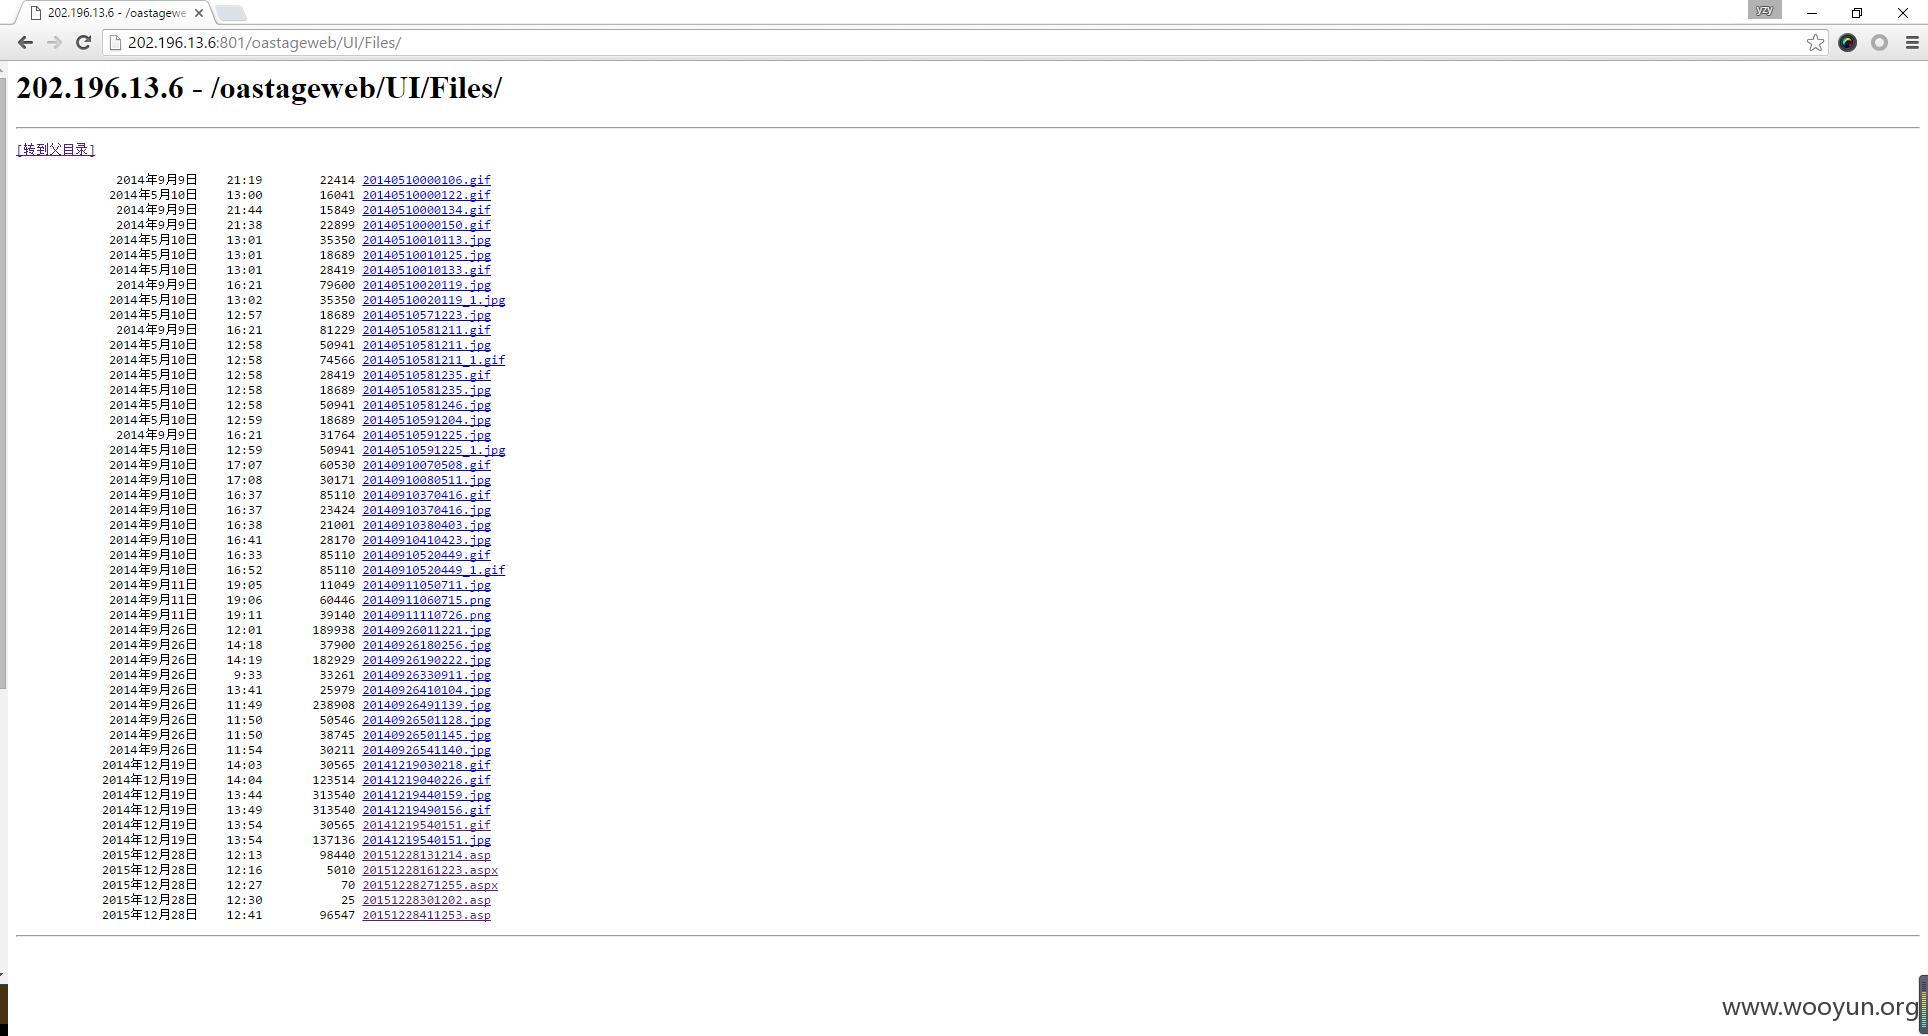 202.196.13.6 - /oastagewe
yzy
202.196.13.6:801/oastageweb/UI/Files/
202.196.13.6 - /oastageweb/UI/Files/
[转到父目录]
2014年9月9日 21:19 22414 20140510000106.gif
2014年5月10日 13:00 16041 20140510000122.gif
2014年9月9日 21:44 15849 20140510000134.gif
2014年9月9日 21:38 22899 20140510000150.gif
2014年5月10日 13:01 35350 20140510010113.jpg
2014年5月10日 13:01 18689 20140510010125.jpg
2014年5月10日 13:01 28419 20140510010133.gif
2014年9月9日 16:21 79600 20140510020119.jpg
2014年5月10日 13:02 35350 20140510020119_1.jpg
2014年5月10日 12:57 18689 20140510571223.jpg
2014年9月9日 16:21 81229 20140510581211.gif
2014年5月10日 12:58 50941 20140510581211.jpg
2014年5月10日 12:58 74566 20140510581211_1.gif
2014年5月10日 12:58 28419 20140510581235.gif
2014年5月10日 12:58 18689 20140510581235.jpg
2014年5月10日 12:58 50941 20140510581246.jpg
2014年5月10日 12:59 18689 20140510591204.jpg
2014年9月9日 16:21 31764 20140510591225.jpg
2014年5月10日 12:59 50941 20140510591225_1.jpg
2014年9月10日 17:07 60530 20140910070508.gif
2014年9月10日 17:08 30171 20140910080511.jpg
2014年9月10日 16:37 85110 20140910370416.gif
2014年9月10日 16:37 23424 20140910370416.jpg
2014年9月10日 16:38 21001 20140910380403.jpg
2014年9月10日 16:41 28170 20140910410423.jpg
2014年9月10日 16:33 85110 20140910520449.gif
2014年9月10日 16:52 85110 20140910520449_1.gif
2014年9月11日 19:05 11049 20140911050711.jpg
2014年9月11日 19:06 60446 20140911060715.png
2014年9月11日 19:11 39140 20140911110726.png
2014年9月26日 12:01 189938 20140926011221.jpg
2014年9月26日 14:18 37900 20140926180256.jpg
2014年9月26日 14:19 182929 20140926190222.jpg
2014年9月26日 9:33 33261 20140926330911.jpg
2014年9月26日 13:41 25979 20140926410104.jpg
2014年9月26日 11:49 238908 20140926491139.jpg
2014年9月26日 11:50 50546 20140926501128.jpg
2014年9月26日 11:50 38745 20140926501145.jpg
2014年9月26日 11:54 30211 20140926541140.jpg
2014年12月19日 14:03 30565 20141219030218.gif
2014年12月19日 14:04 123514 20141219040226.gif
2014年12月19日 13:44 313540 20141219440159.jpg
2014年12月19日 13:49 313540 20141219490156.gif
2014年12月19日 13:54 30565 20141219540151.gif
2014年12月19日 13:54 137136 20141219540151.jpg
2015年12月28日 12:13 98440 20151228131214.asp
2015年12月28日 12:16 5010 20151228161223.aspx
2015年12月28日 12:27 70 20151228271255.aspx
2015年12月28日 12:30 25 20151228301202.asp
2015年12月28日 12:41 96547 20151228411253.asp
www.wooyun.org